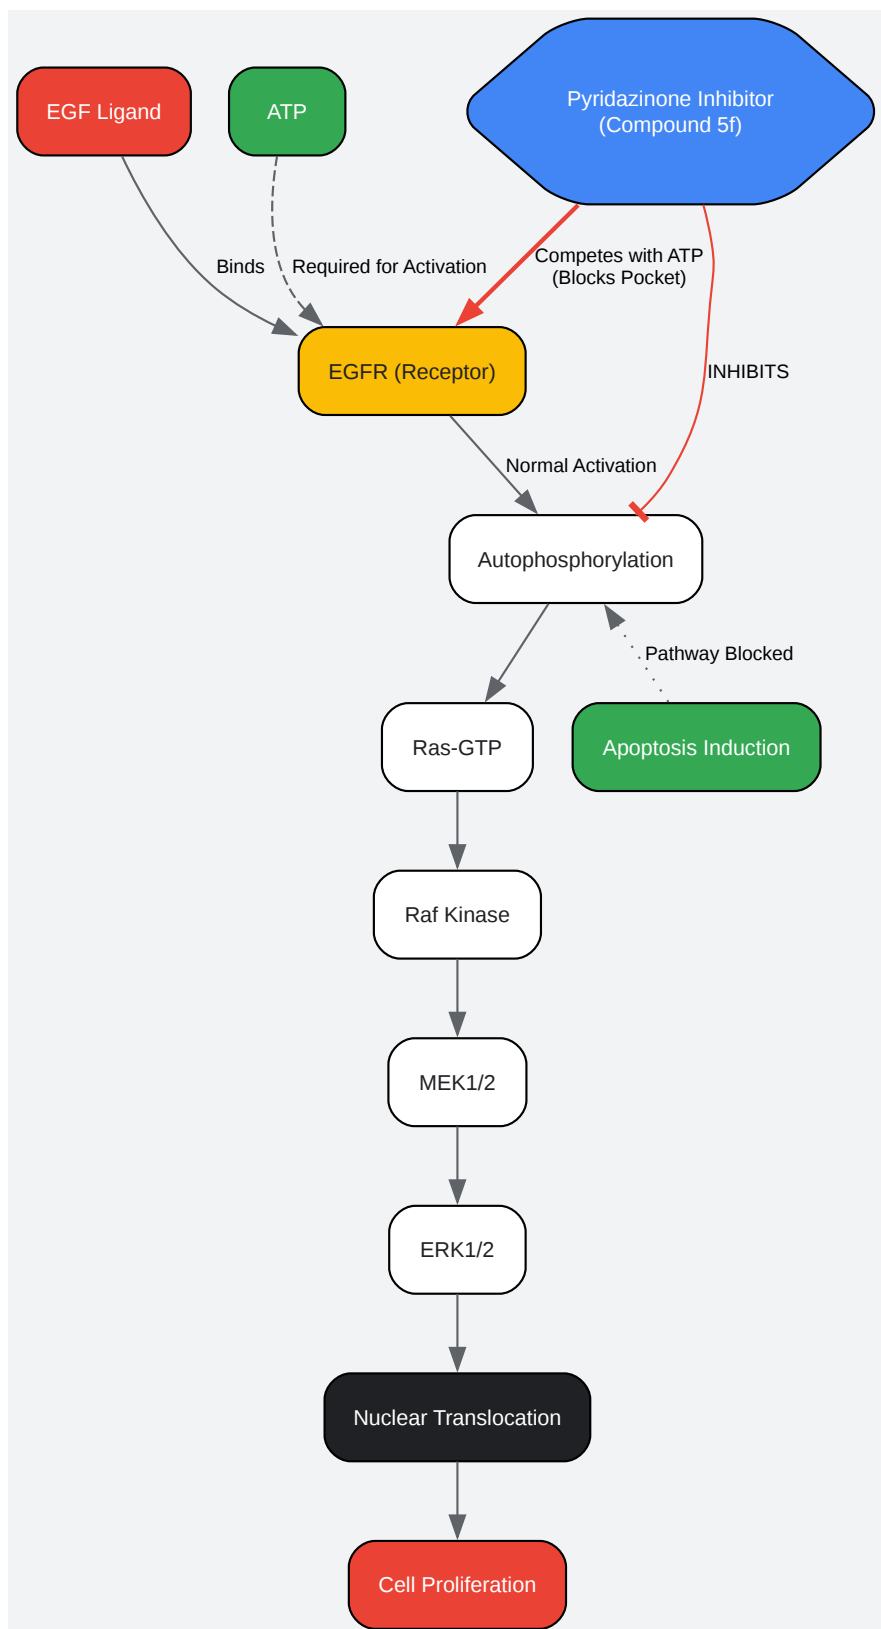 EGF Ligand
ATP
Pyridazinone Inhibitor
(Compound 5f)
Binds
Required for Activation
Competes with ATP
(Blocks Pocket)
EGFR (Receptor)
INHIBITS
Normal Activation
Autophosphorylation
Pathway Blocked
Ras-GTP
Apoptosis Induction
Raf Kinase
MEK1/2
ERK1/2
Nuclear Translocation
Cell Proliferation